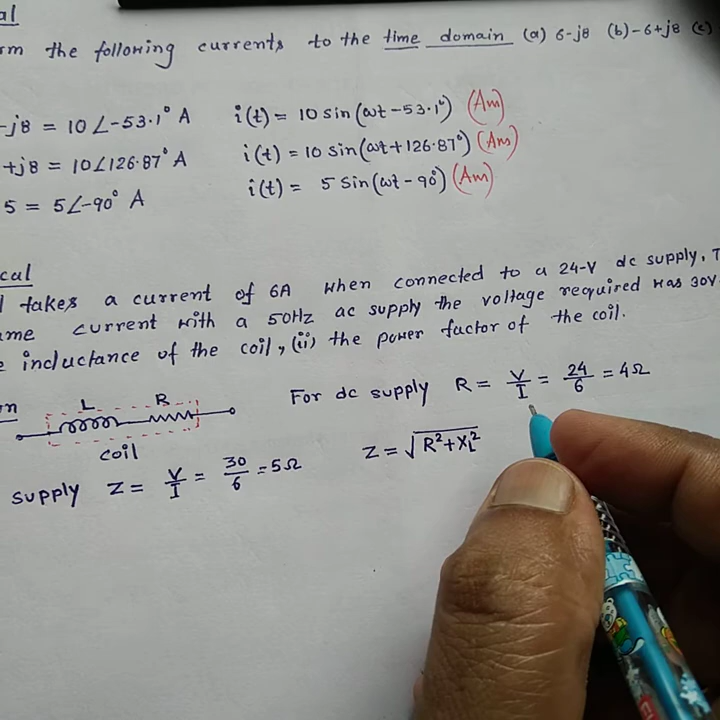 al
rm the following currents to the time domain (a) 6-j8 (b) -6+j8 (c)
-j8 = 10∠-53.1° A i(t) = 10 sin(ωt-53.1°) (Am)
+j8 = 10∠126.87° A i(t) = 10 sin(ωt+126.87°) (Am)
5 = 5∠-90° A i(t) = 5 sin(ωt-90°) (Am)
cal
l takes a current of 6A when connected to a 24-V dc supply. T
ame current with a 50Hz ac supply the voltage required was 30V.
e inductance of the coil, (ii) the power factor of the coil.
on L R For dc supply R = V/I = 24/6 = 4Ω
coil
supply Z = V/I = 30/6 = 5Ω Z = √R²+XL²